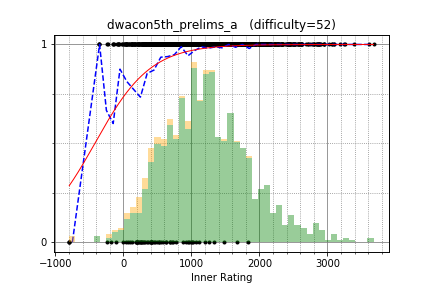 dwacon5th_prelims_a (difficulty=52)
1
0
−1000 0 1000 2000 3000
Inner Rating